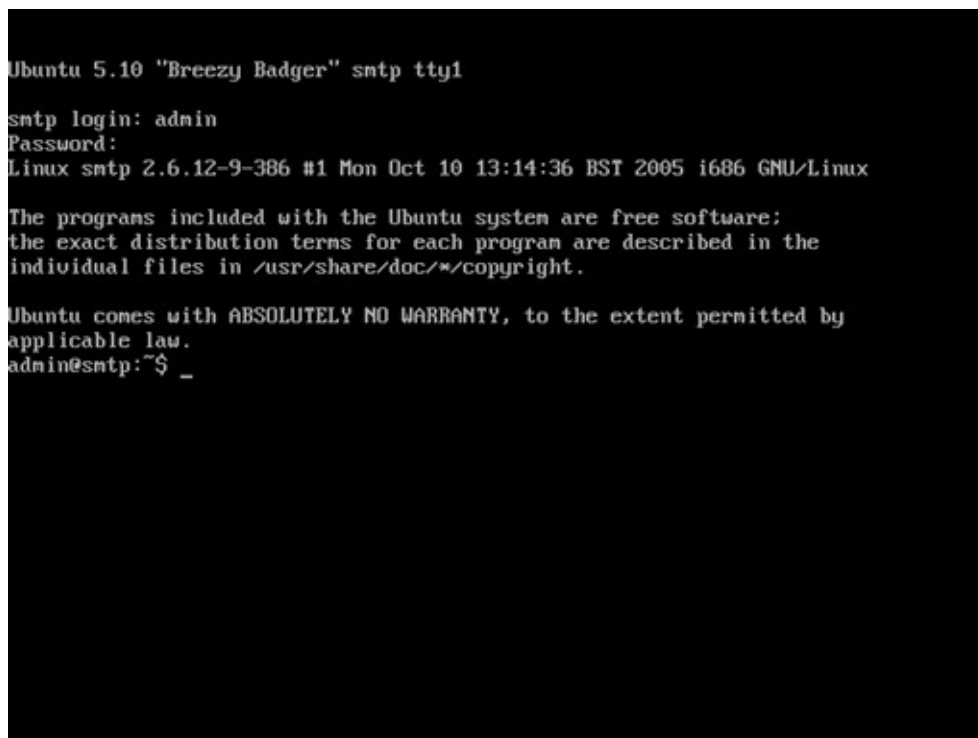 Ubuntu 5.10 "Breezy Badger" smtp tty1
smtp login: admin
Password:
Linux smtp 2.6.12-9-386 #1 Mon Oct 10 13:14:36 BST 2005 i686 GNU/Linux
The programs included with the Ubuntu system are free software;
the exact distribution terms for each program are described in the
individual files in /usr/share/doc/*/copyright.
Ubuntu comes with ABSOLUTELY NO WARRANTY, to the extent permitted by
applicable law.
admin@smtp:~$ _